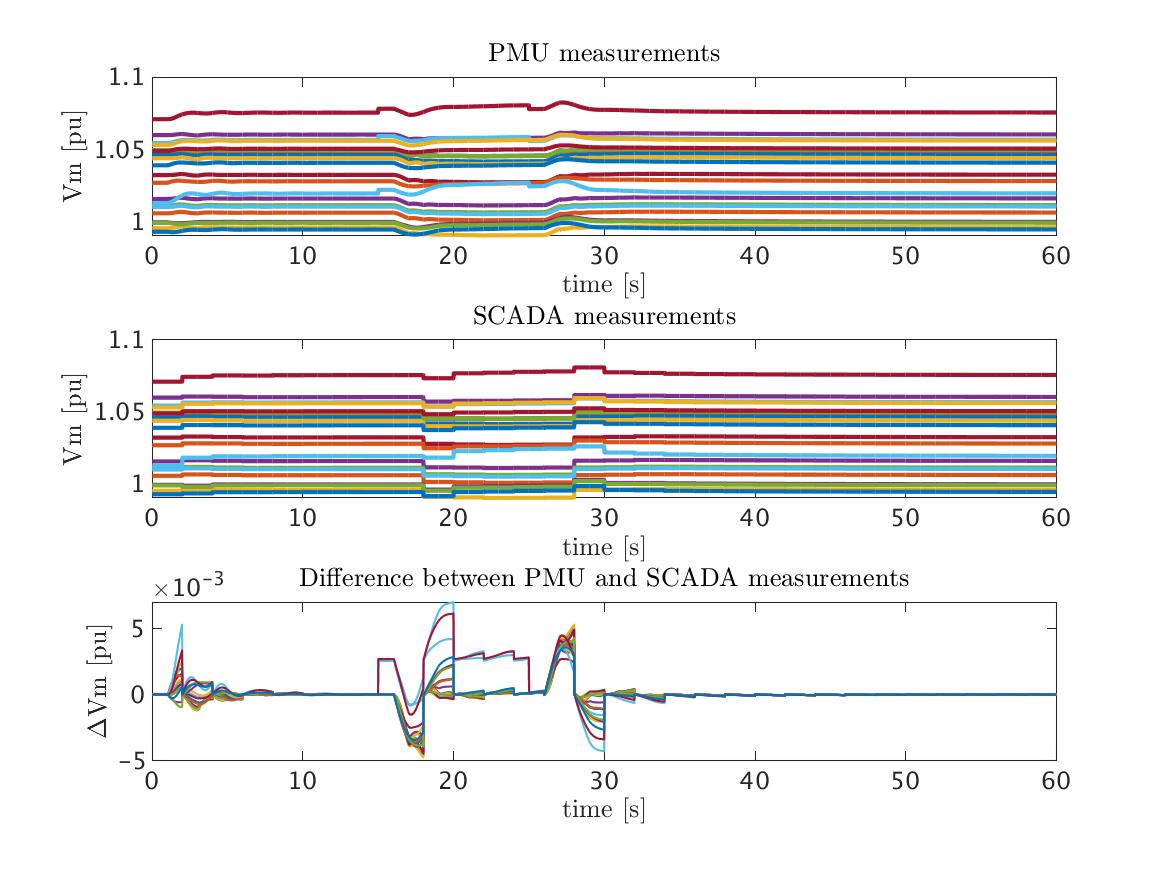 PMU measurements
1.1
1.05
1
Vm [pu]
0 10 20 30 40 50 60
time [s]
SCADA measurements
1.1
1.05
1
Vm [pu]
0 10 20 30 40 50 60
time [s]
Difference between PMU and SCADA measurements
×10⁻³
5
0
-5
ΔVm [pu]
0 10 20 30 40 50 60
time [s]